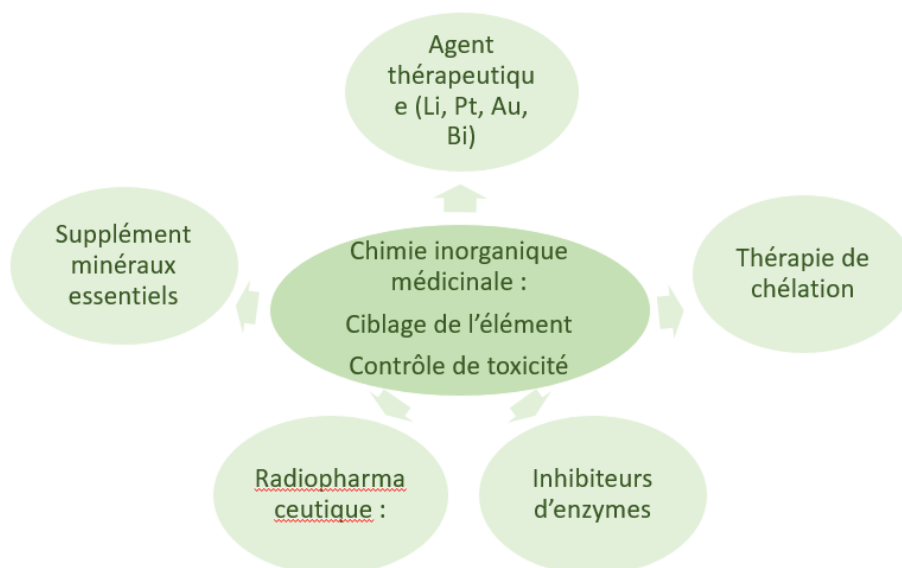 Agent
thérapeutiqu
e (Li, Pt, Au,
Bi)
Supplément
minéraux
essentiels
Chimie inorganique
médicinale :
Ciblage de l'élément
Contrôle de toxicité
Thérapie de
chélation
Radiopharma
ceutique :
Inhibiteurs
d'enzymes